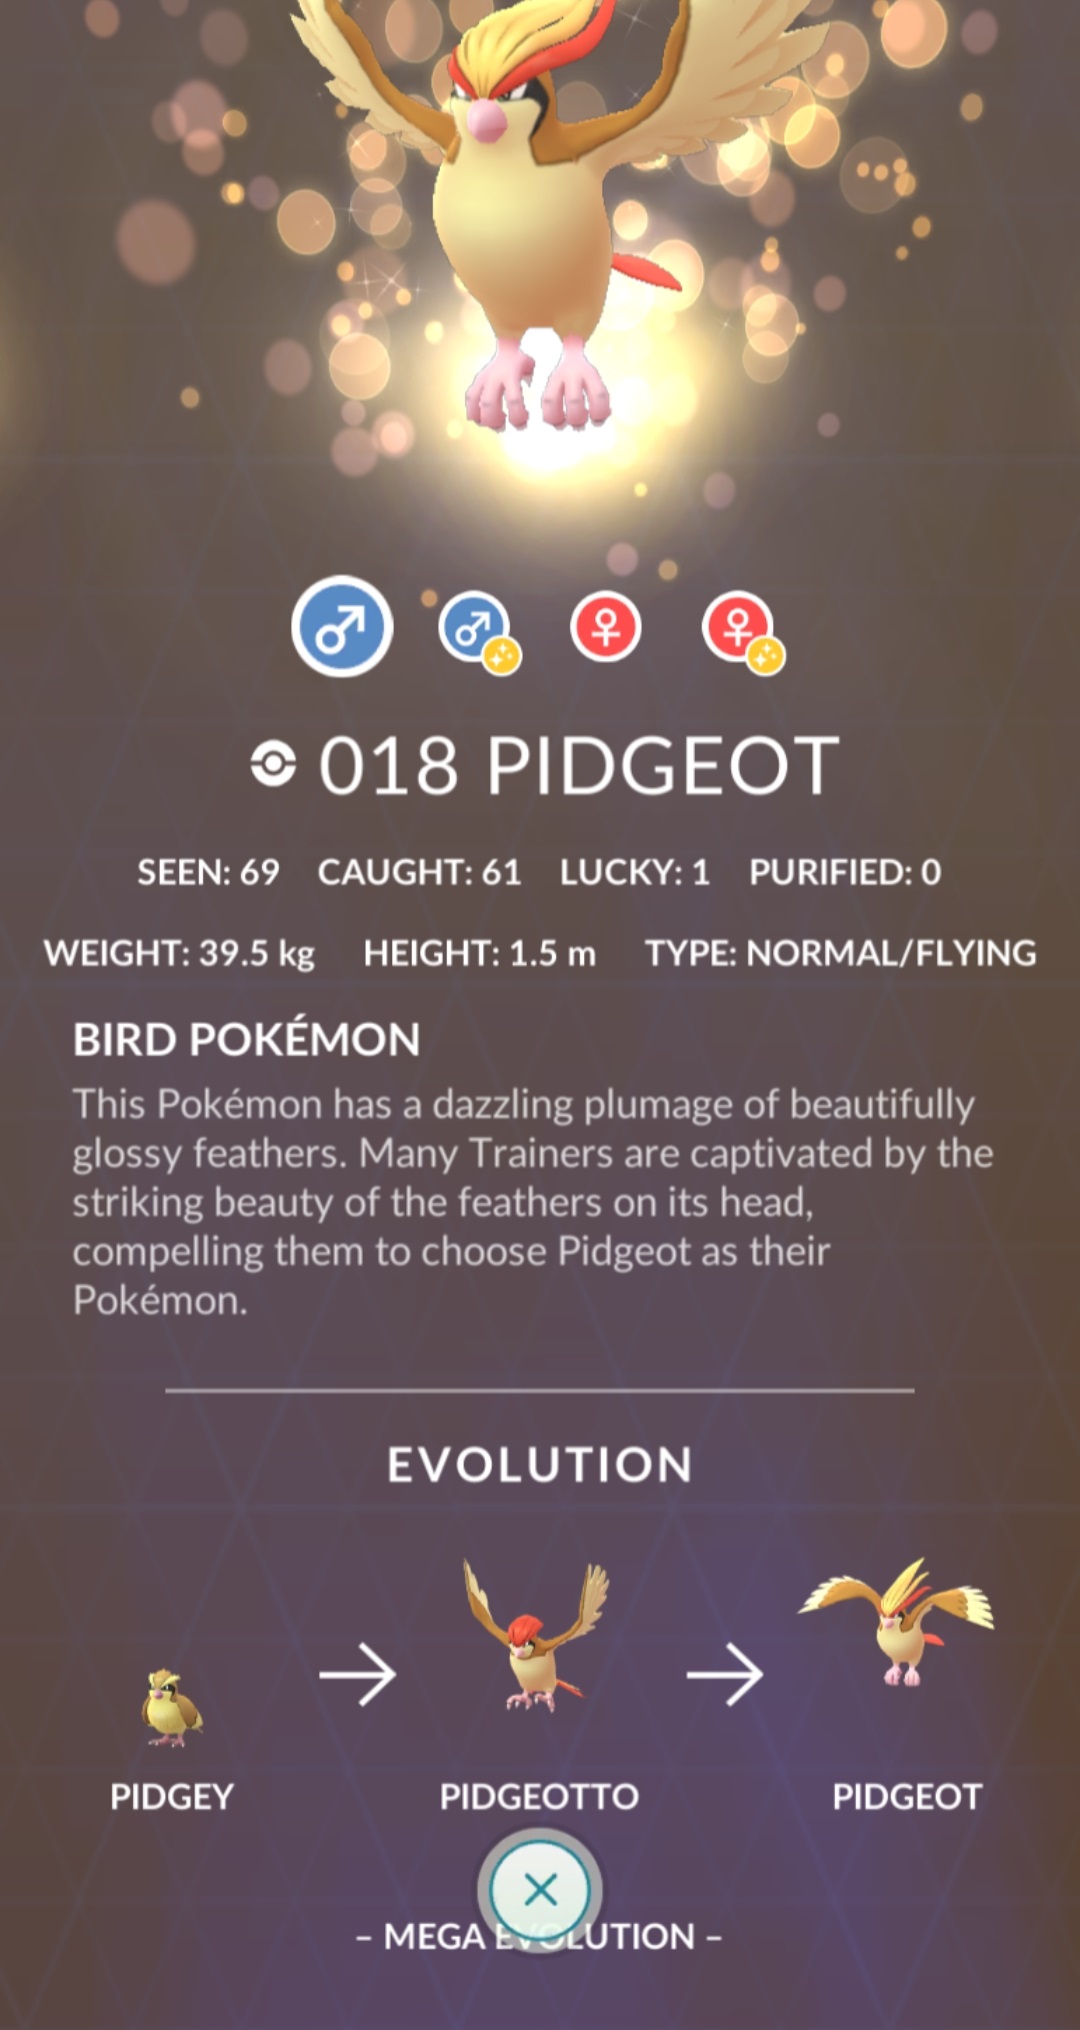 018 PIDGEOT
SEEN: 69 CAUGHT: 61 LUCKY: 1 PURIFIED: 0
WEIGHT: 39.5 kg HEIGHT: 1.5 m TYPE: NORMAL/FLYING
BIRD POKÉMON
This Pokémon has a dazzling plumage of beautifully
glossy feathers. Many Trainers are captivated by the
striking beauty of the feathers on its head,
compelling them to choose Pidgeot as their
Pokémon.
EVOLUTION
PIDGEY PIDGEOTTO PIDGEOT
– MEGA EVOLUTION –